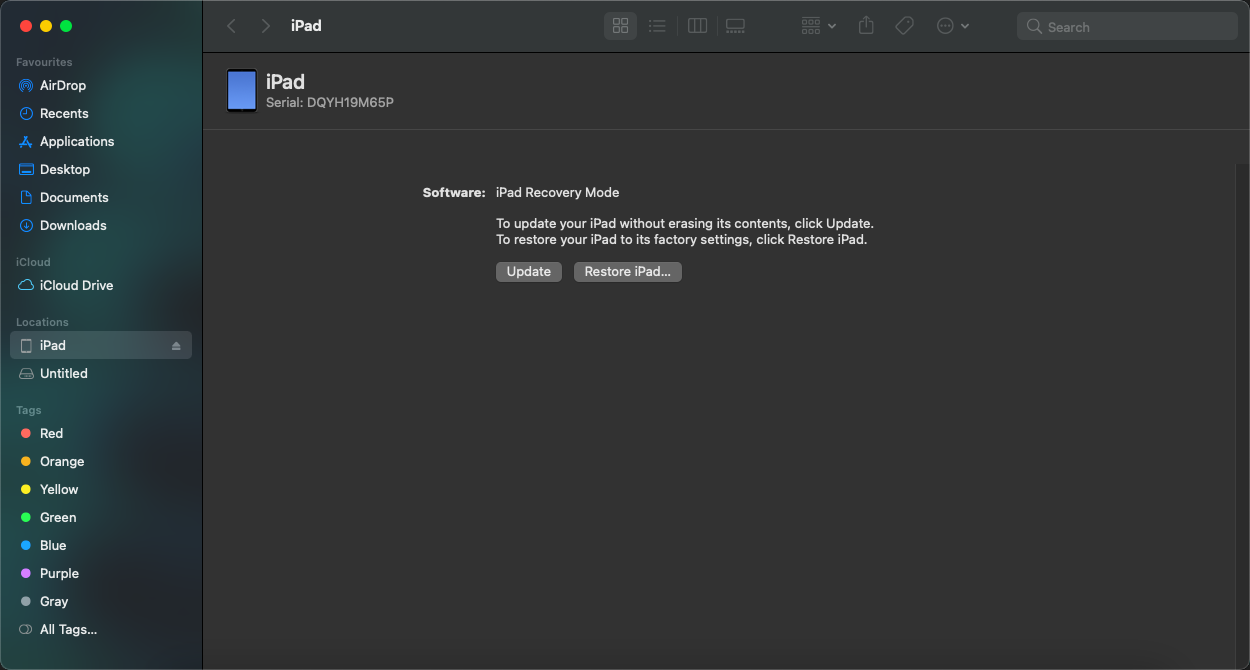 iPad
Search
Favourites
AirDrop
Recents
Applications
Desktop
Documents
Downloads
iCloud
iCloud Drive
Locations
iPad
Untitled
Tags
Red
Orange
Yellow
Green
Blue
Purple
Gray
All Tags...
iPad
Serial: DQYH19M65P
Software: iPad Recovery Mode
To update your iPad without erasing its contents, click Update.
To restore your iPad to its factory settings, click Restore iPad.
Update Restore iPad...